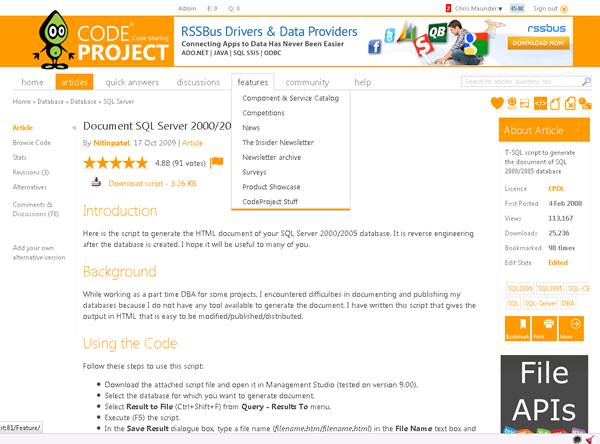 Admin E: 0 Q: 0 Chris Maunder 454K Sign out
CODE
Code Sharing
PROJECT
RSSBus Drivers & Data Providers
Connecting Apps to Data Has Never Been Easier
ADO.NET | JAVA | SQL SSIS | ODBC
rssbus
DOWNLOAD NOW
home articles quick answers discussions features community help
Search for articles, questions, tips
Component & Service Catalog
Competitions
News
The Insider Newsletter
Newsletter archive
Surveys
Product Showcase
CodeProject Stuff
Home » Database » Database » SQL Server
Article
Browse Code
Stats
Revisions (3)
Alternatives
Comments &
Discussions (78)
Add your own
alternative version
Document SQL Server 2000/20
By Nitinpatel, 17 Oct 2009 | Article
4.88 (91 votes)
Download script - 3.26 KB
Introduction
Here is the script to generate the HTML document of your SQL Server 2000/2005 database. It is reverse engineering
after the database is created. I hope it will be useful to many of you.
Background
While working as a part time DBA for some projects, I encountered difficulties in documenting and publishing my
databases because I do not have any tool available to generate the document. I have written this script that gives the
output in HTML that is easy to be modified/published/distributed.
Using the Code
Follow these steps to use this script:
Download the attached script file and open it in Management Studio (tested on version 9.00).
Select the database for which you want to generate document.
Select Result to File (Ctrl+Shift+F) from Query - Results To menu.
Execute (F5) the script.
In the Save Result dialogue box, type a file name (filename.htm/filename.html) in the File Name text box and
st:81/Feature/
About Article
T-SQL script to generate
the document of SQL
2000/2005 database
Licence CPOL
First Posted 4 Feb 2008
Views 113,167
Downloads 25,236
Bookmarked 98 times
Edit State Edited
SQL2000 SQL2005 SQL-CE
SQL SQL-Server DBA
Bookmark Print More
File
APIs